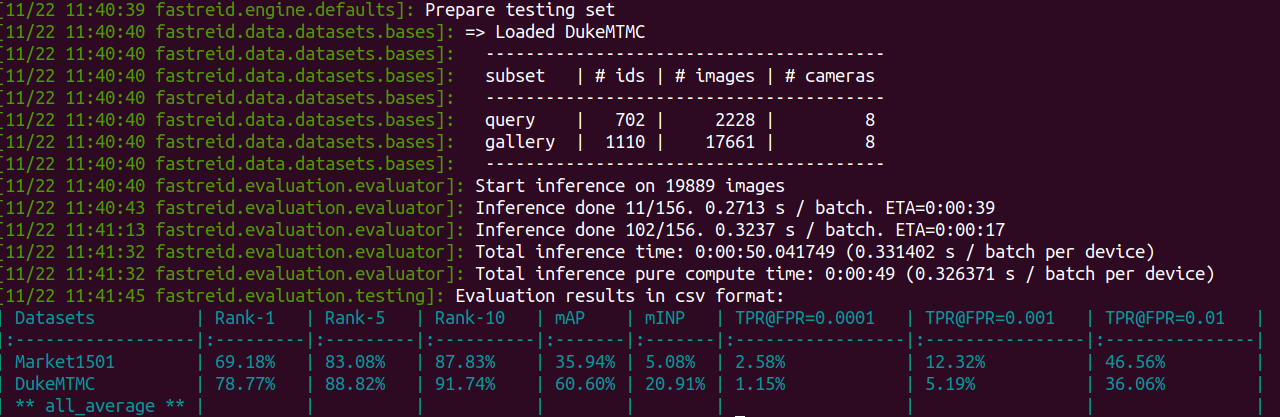 [11/22 11:40:39 fastreid.engine.defaults]: Prepare testing set
[11/22 11:40:40 fastreid.data.datasets.bases]: => Loaded DukeMTMC
[11/22 11:40:40 fastreid.data.datasets.bases]:   ----------------------------------------
[11/22 11:40:40 fastreid.data.datasets.bases]:   subset   | # ids | # images | # cameras
[11/22 11:40:40 fastreid.data.datasets.bases]:   ----------------------------------------
[11/22 11:40:40 fastreid.data.datasets.bases]:   query    |   702 |     2228 |         8
[11/22 11:40:40 fastreid.data.datasets.bases]:   gallery  |  1110 |    17661 |         8
[11/22 11:40:40 fastreid.data.datasets.bases]:   ----------------------------------------
[11/22 11:40:40 fastreid.evaluation.evaluator]: Start inference on 19889 images
[11/22 11:40:43 fastreid.evaluation.evaluator]: Inference done 11/156. 0.2713 s / batch. ETA=0:00:39
[11/22 11:41:13 fastreid.evaluation.evaluator]: Inference done 102/156. 0.3237 s / batch. ETA=0:00:17
[11/22 11:41:32 fastreid.evaluation.evaluator]: Total inference time: 0:00:50.041749 (0.331402 s / batch per device)
[11/22 11:41:32 fastreid.evaluation.evaluator]: Total inference pure compute time: 0:00:49 (0.326371 s / batch per device)
[11/22 11:41:45 fastreid.evaluation.testing]: Evaluation results in csv format:
| Datasets          | Rank-1  | Rank-5   | Rank-10   | mAP    | mINP   | TPR@FPR=0.0001   | TPR@FPR=0.001   | TPR@FPR=0.01   |
|:------------------|:--------|:---------|:----------|:-------|:-------|:-----------------|:----------------|:---------------|
| Market1501        | 69.18%  | 83.08%   | 87.83%    | 35.94% | 5.08%  | 2.58%            | 12.32%          | 46.56%         |
| DukeMTMC          | 78.77%  | 88.82%   | 91.74%    | 60.60% | 20.91% | 1.15%            | 5.19%           | 36.06%         |
| ** all_average ** |         |          |           |        |        |                  |                 |                |